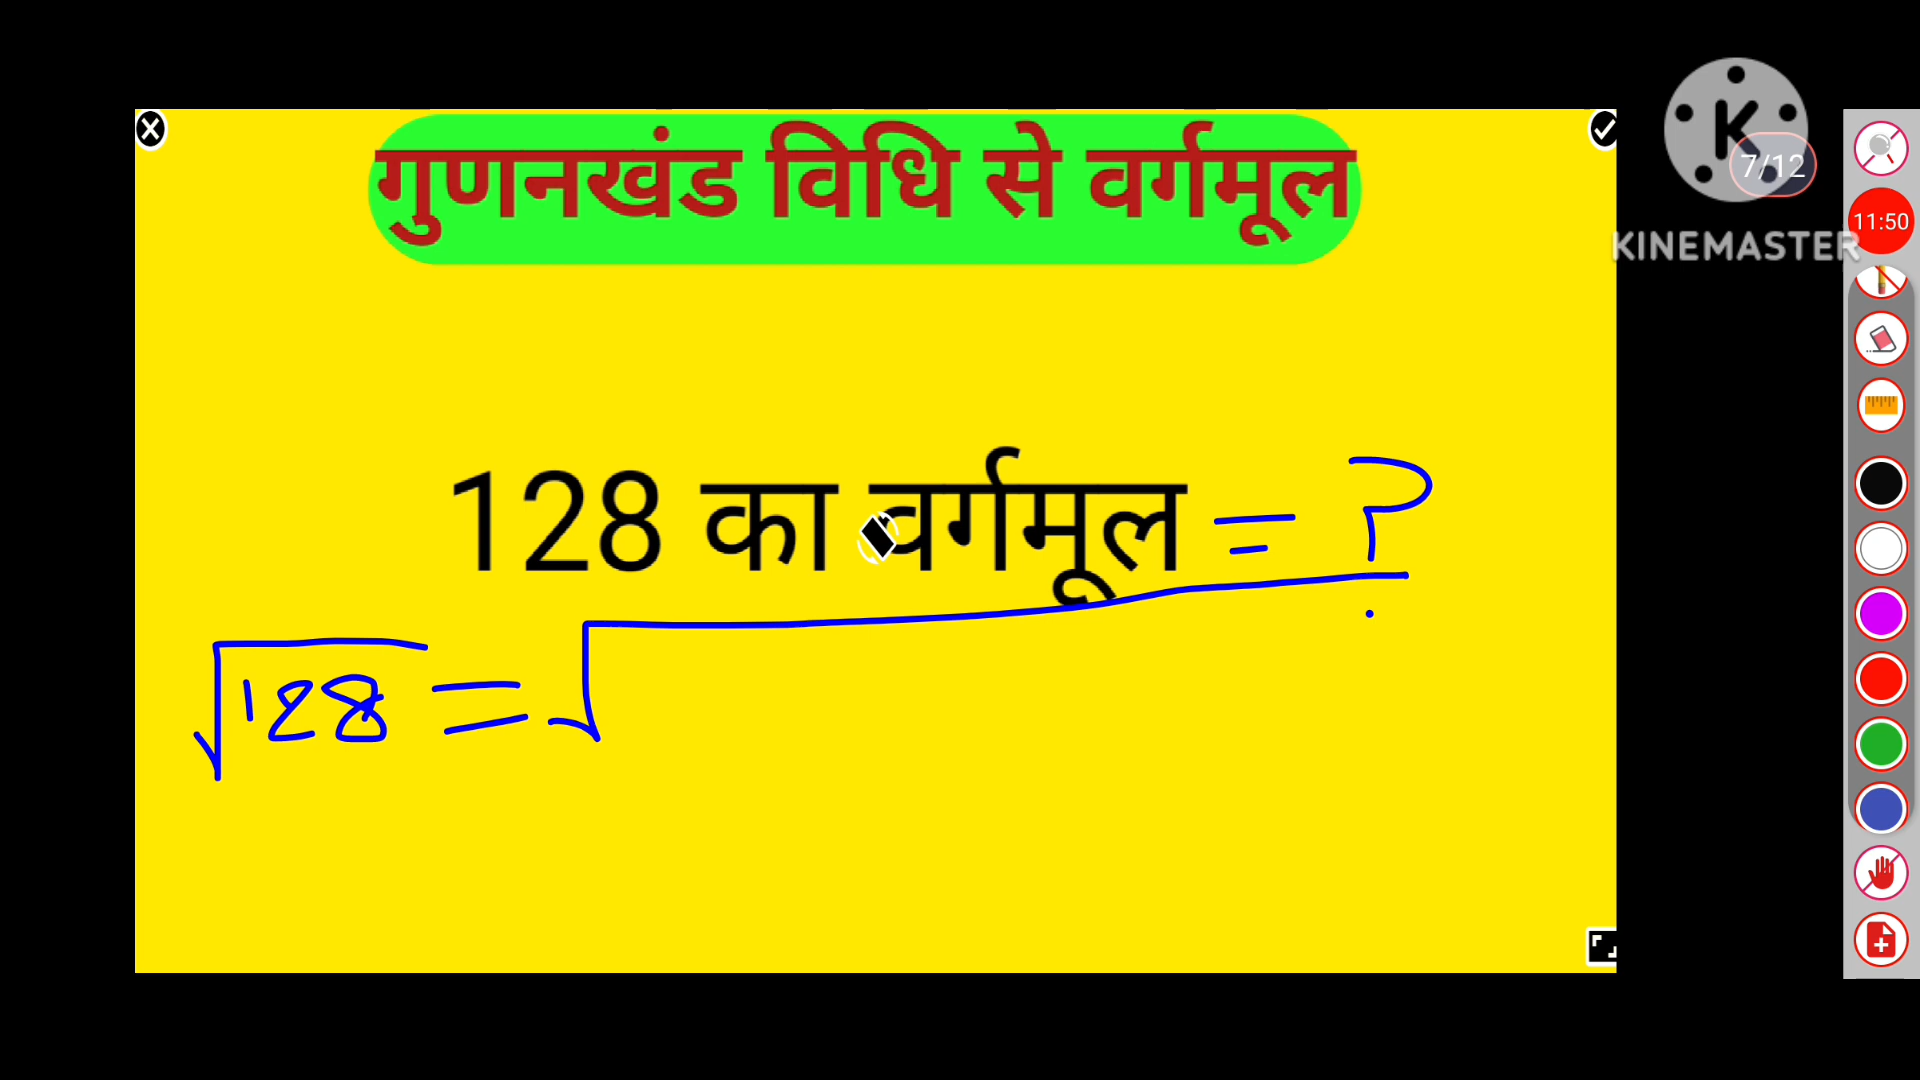 गुणनखंड विधि से वर्गमूल
K
7/12
11:50
KINEMASTER
128 का वर्गमूल = ?
√128 = √